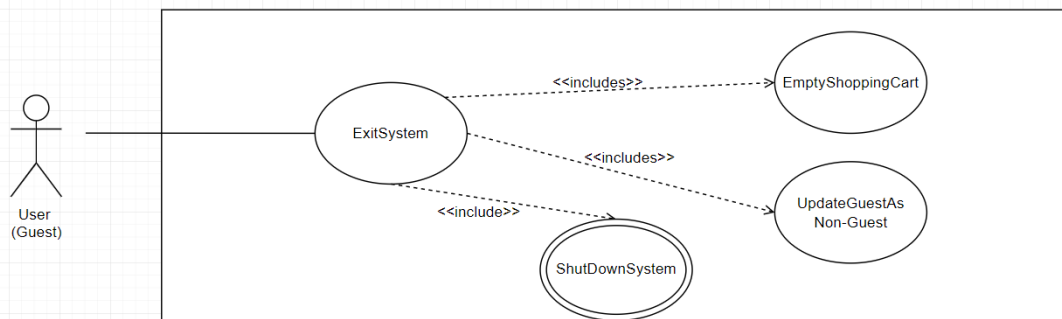 <<includes>>
EmptyShoppingCart
ExitSystem
<<includes>>
User
(Guest)
<<include>>
UpdateGuestAs
Non-Guest
ShutDownSystem